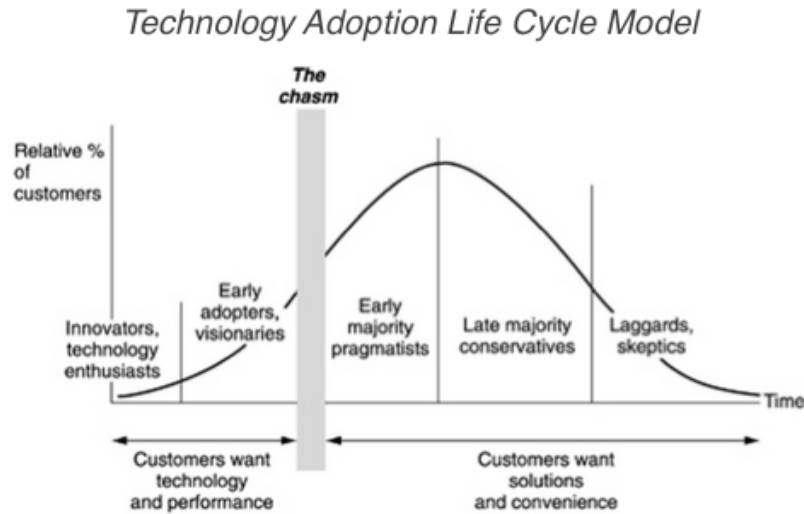 Technology Adoption Life Cycle Model
The
chasm
Relative %
of
customers
Innovators,
technology
enthusiasts
Early
adopters,
visionaries
Early
majority
pragmatists
Late majority
conservatives
Laggards,
skeptics
Time
Customers want
technology
and performance
Customers want
solutions
and convenience